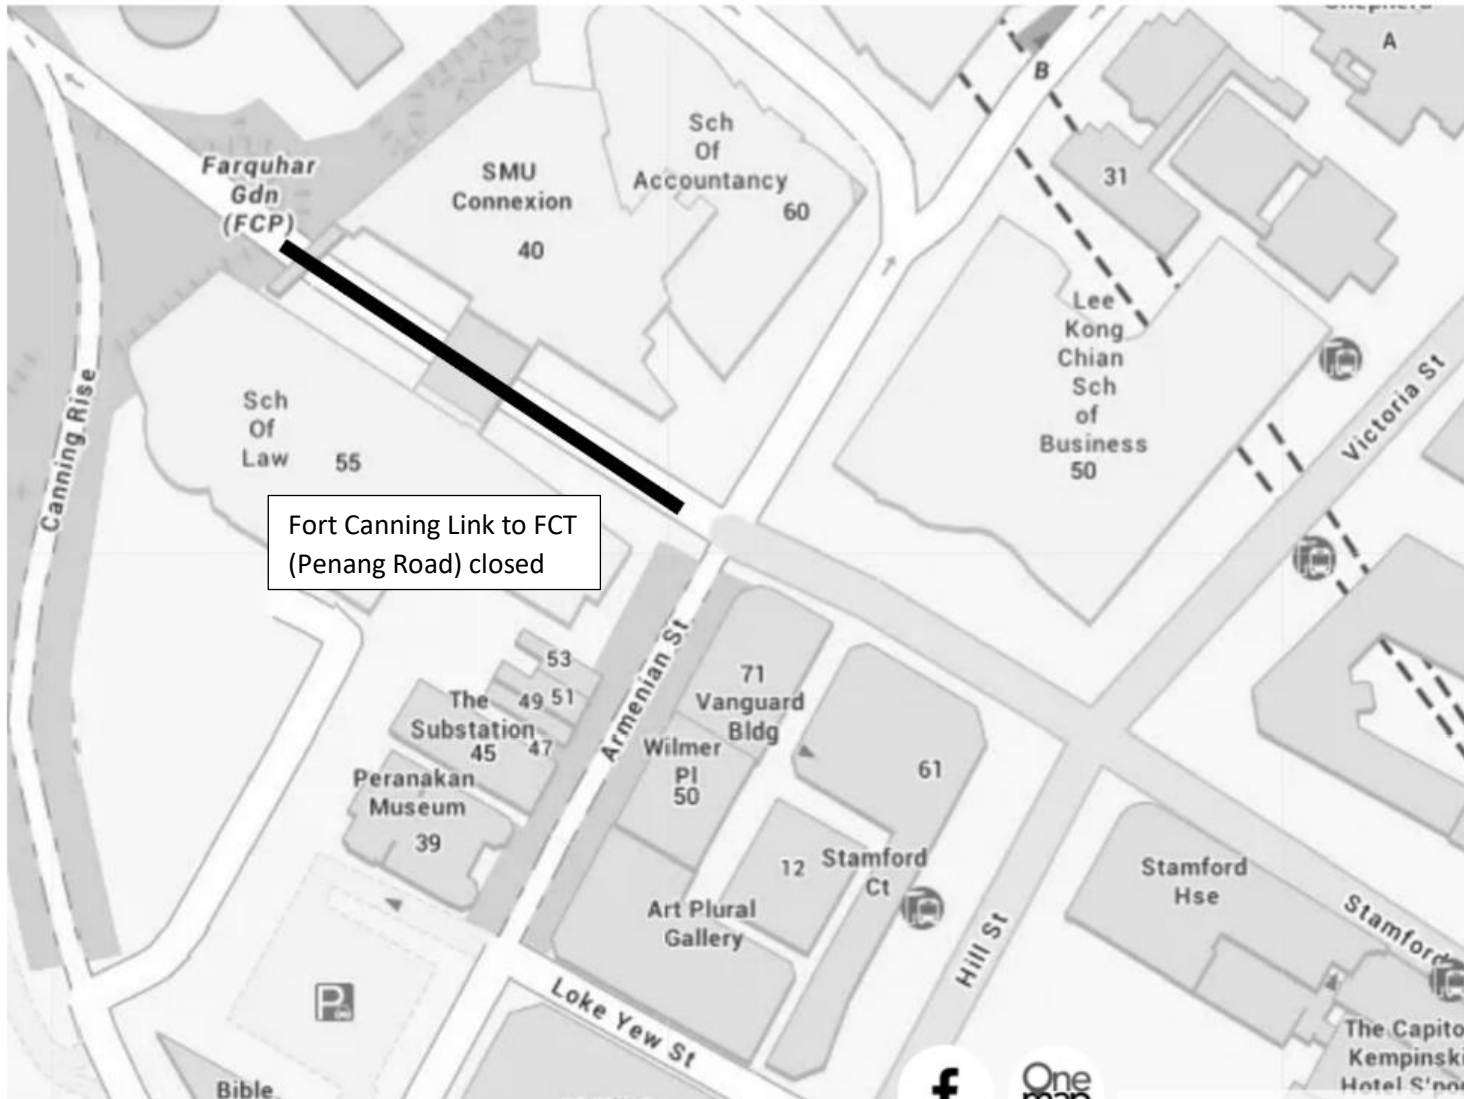 A
B
Farquhar
Gdn
(FCP)
SMU
Connexion
40
Sch
Of
Accountancy
60
31
Lee
Kong
Chian
Sch
of
Business
50
Victoria St
Canning Rise
Sch
Of
Law
55
Fort Canning Link to FCT
(Penang Road) closed
Armenian St
53
51
49
47
The
Substation
45
Peranakan
Museum
39
71
Vanguard
Bldg
Wilmer
Pl
50
61
12
Stamford
Ct
Art Plural
Gallery
Hill St
Stamford
Hse
Stamford
P
Loke Yew St
Bible
f
One
map
The Capito
Kempinski
Hotel S'po